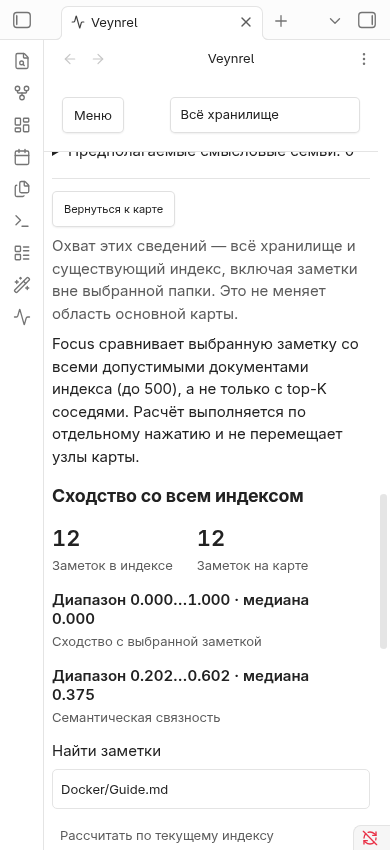 Veynrel
Veynrel
Меню
Всё хранилище
Предполагаемые смысловые семьи: 0
Вернуться к карте
Охват этих сведений — всё хранилище и
существующий индекс, включая заметки
вне выбранной папки. Это не меняет
область основной карты.
Focus сравнивает выбранную заметку со
всеми допустимыми документами
индекса (до 500), а не только с top-K
соседями. Расчёт выполняется по
отдельному нажатию и не перемещает
узлы карты.
Сходство со всем индексом
12
12
Заметок в индексе
Заметок на карте
Диапазон 0.000…1.000 · медиана
0.000
Сходство с выбранной заметкой
Диапазон 0.202…0.602 · медиана
0.375
Семантическая связность
Найти заметки
Docker/Guide.md
Рассчитать по текущему индексу